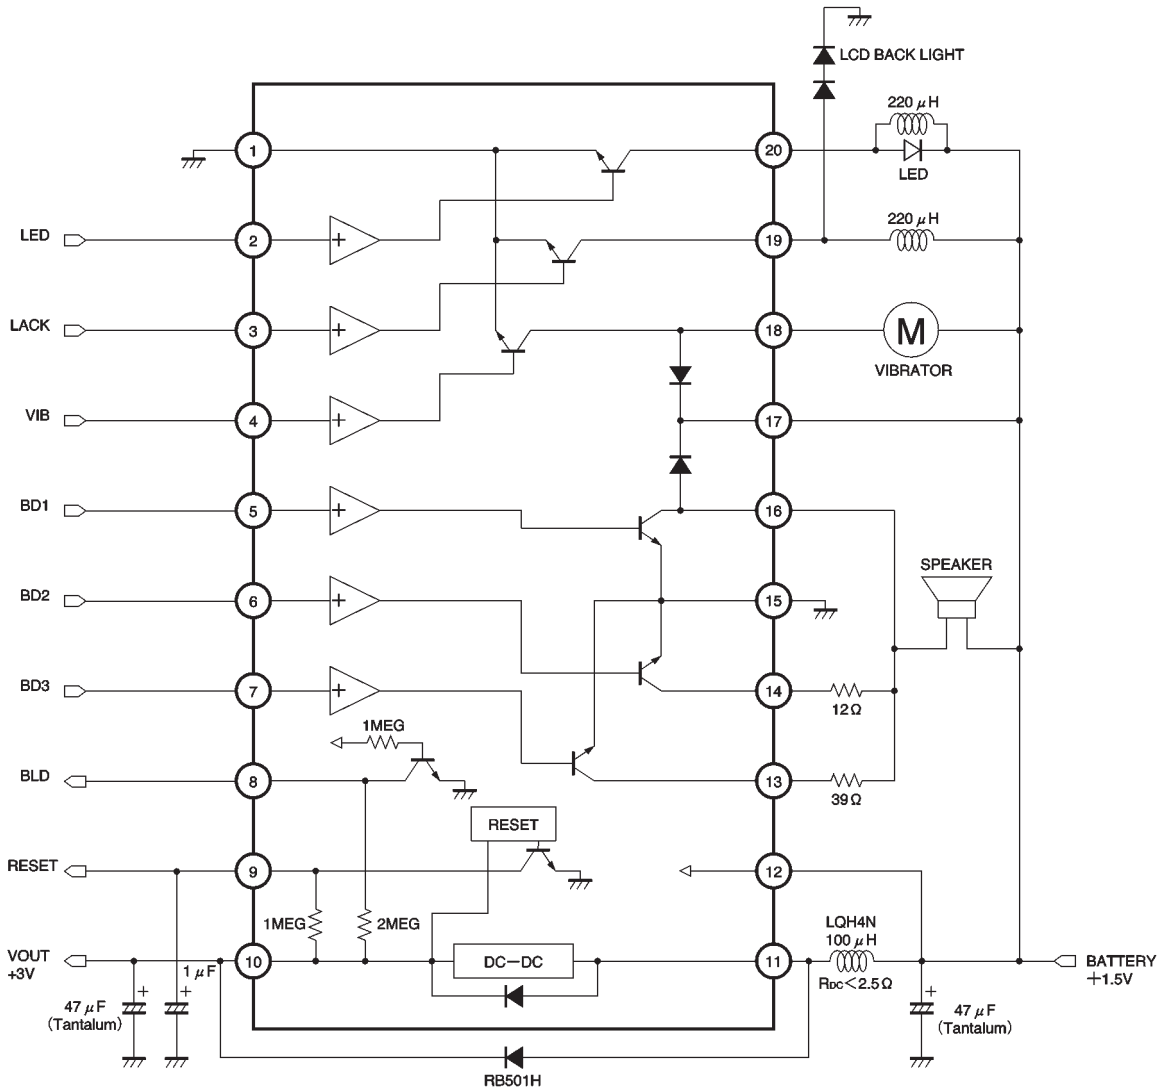 LCD BACK LIGHT
220 μH
1
20
LED
LED
2
19
220 μH
LACK
3
18
M
VIBRATOR
VIB
4
17
BD1
5
16
SPEAKER
BD2
6
15
BD3
7
14
12Ω
1MEG
BLD
8
13
39Ω
RESET
RESET
9
12
1MEG
2MEG
LQH4N
100 μH
VOUT
+3V
10
DC–DC
11
RDC<2.5Ω
BATTERY
+1.5V
1 μF
+
+
+
47 μF
(Tantalum)
47 μF
(Tantalum)
RB501H